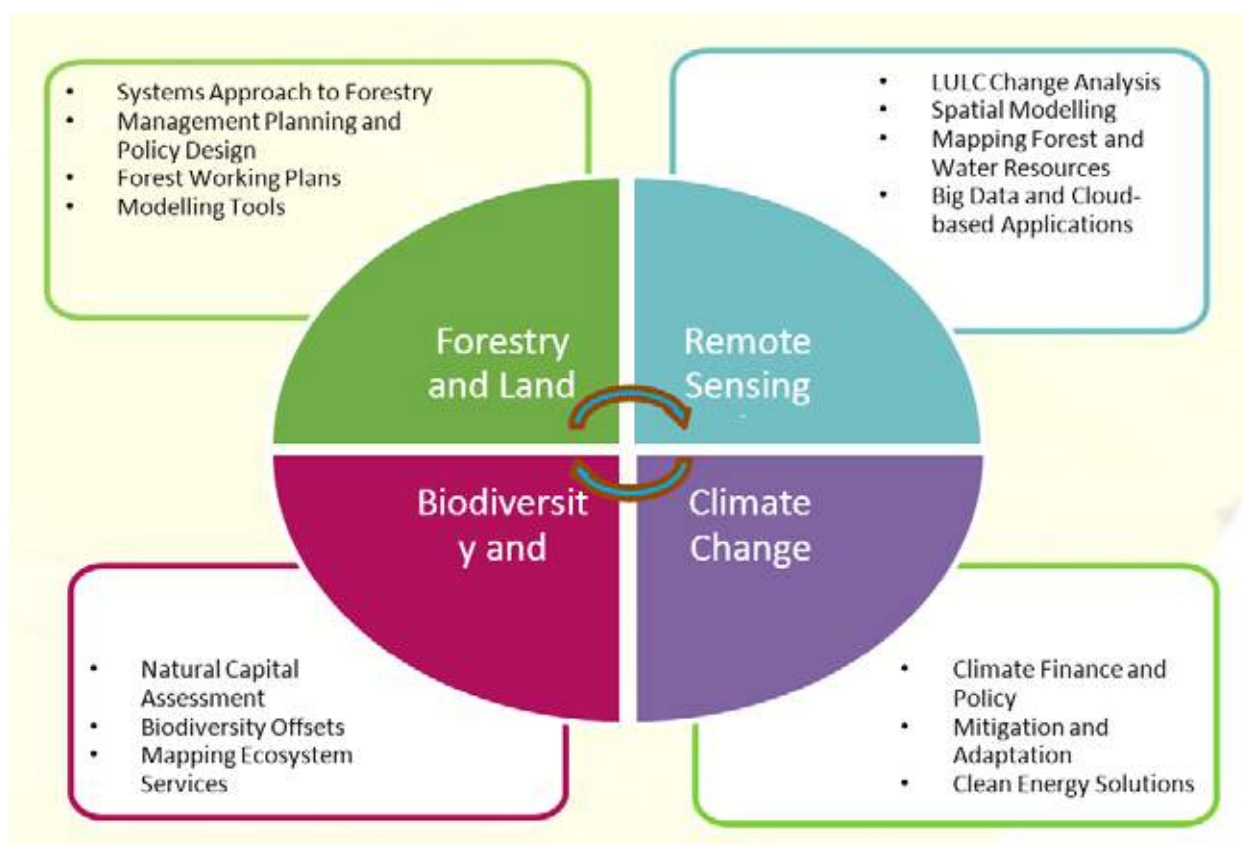 • Systems Approach to Forestry
• Management Planning and
Policy Design
• Forest Working Plans
• Modelling Tools
• LULC Change Analysis
• Spatial Modelling
• Mapping Forest and
Water Resources
• Big Data and Cloud-
based Applications
Forestry
and Land
Remote
Sensing
Biodiversit
y and
Climate
Change
• Natural Capital
Assessment
• Biodiversity Offsets
• Mapping Ecosystem
Services
• Climate Finance and
Policy
• Mitigation and
Adaptation
• Clean Energy Solutions